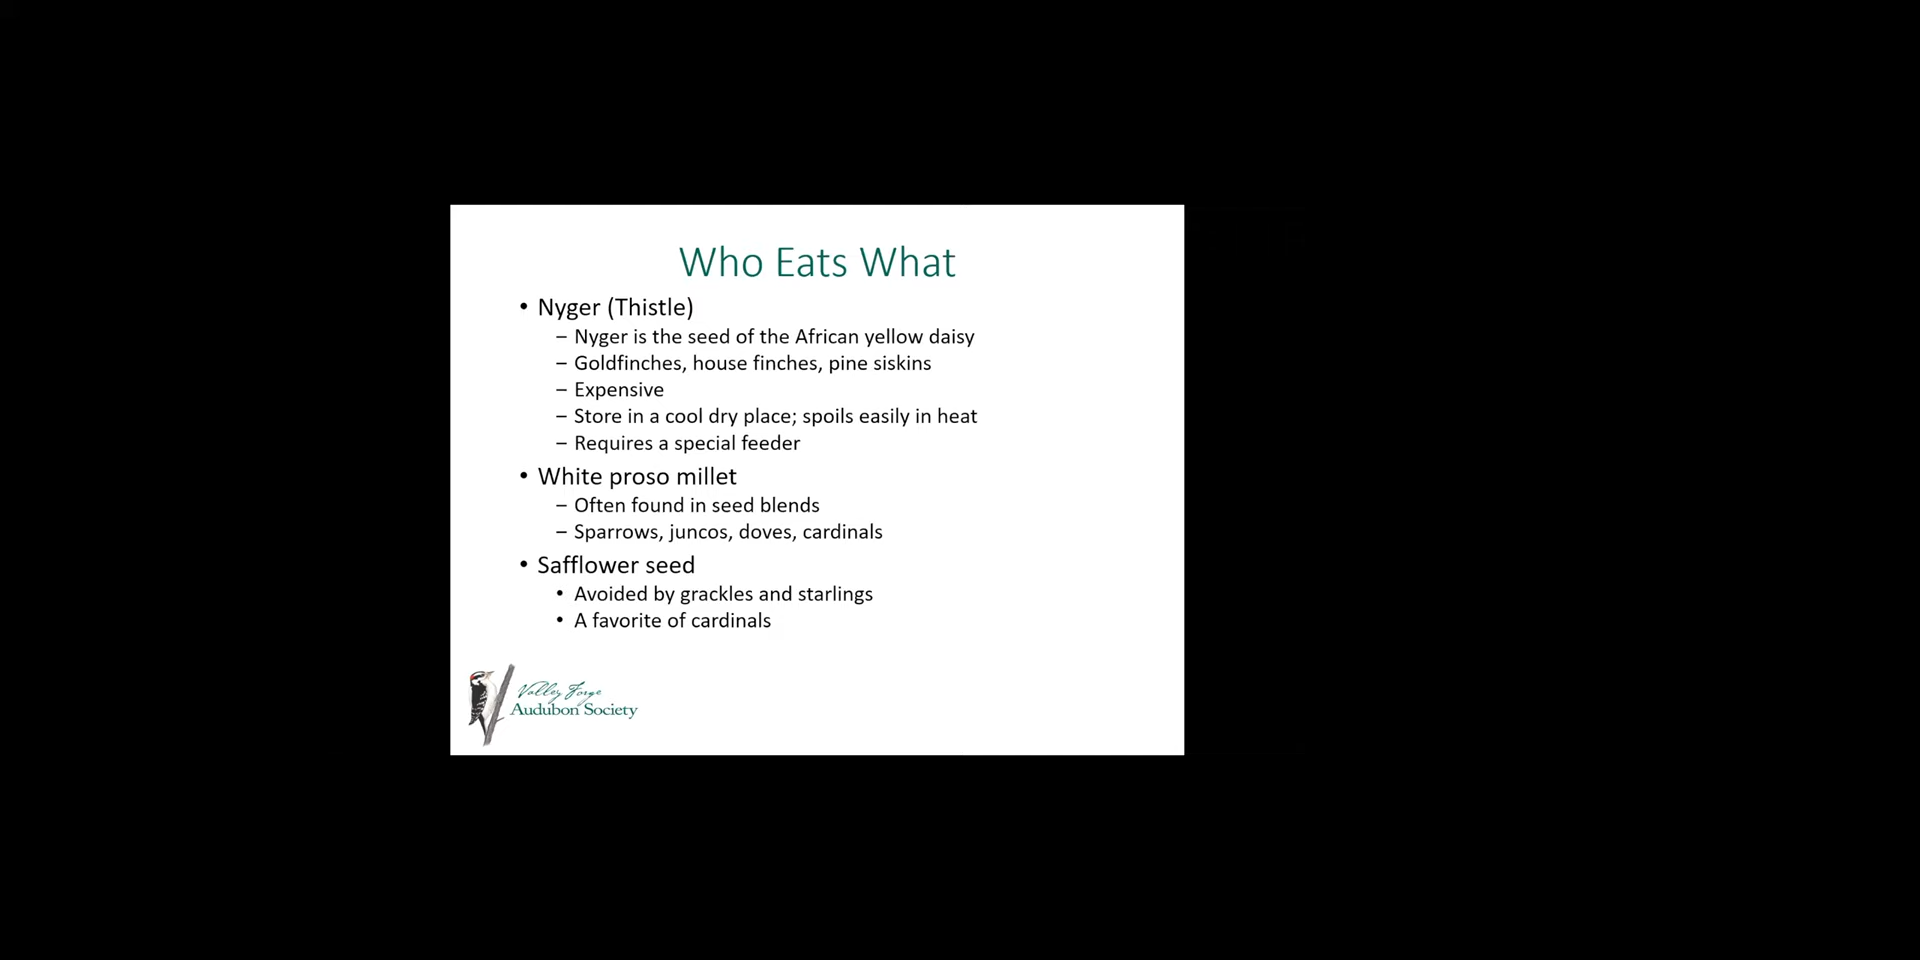 Who Eats What
• Nyger (Thistle)
– Nyger is the seed of the African yellow daisy
– Goldfinches, house finches, pine siskins
– Expensive
– Store in a cool dry place; spoils easily in heat
– Requires a special feeder
• White proso millet
– Often found in seed blends
– Sparrows, juncos, doves, cardinals
• Safflower seed
• Avoided by grackles and starlings
• A favorite of cardinals
Valley Forge
Audubon Society